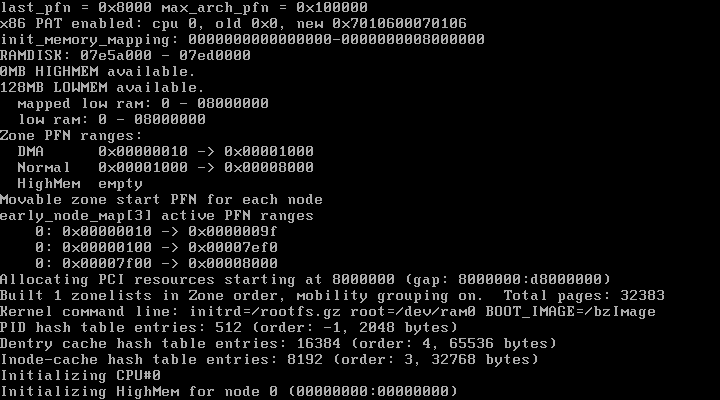 last_pfn = 0x8000 max_arch_pfn = 0x100000
x86 PAT enabled: cpu 0, old 0x0, new 0x7010600070106
init_memory_mapping: 0000000000000000-0000000008000000
RAMDISK: 07e5a000 - 07ed0000
0MB HIGHMEM available.
128MB LOWMEM available.
  mapped low ram: 0 - 08000000
  low ram: 0 - 08000000
Zone PFN ranges:
  DMA      0x00000010 -> 0x00001000
  Normal   0x00001000 -> 0x00008000
  HighMem  empty
Movable zone start PFN for each node
early_node_map[3] active PFN ranges
    0: 0x00000010 -> 0x0000009f
    0: 0x00000100 -> 0x00007ef0
    0: 0x00007f00 -> 0x00008000
Allocating PCI resources starting at 8000000 (gap: 8000000:d8000000)
Built 1 zonelists in Zone order, mobility grouping on.  Total pages: 32383
Kernel command line: initrd=/rootfs.gz root=/dev/ram0 BOOT_IMAGE=/bzImage
PID hash table entries: 512 (order: -1, 2048 bytes)
Dentry cache hash table entries: 16384 (order: 4, 65536 bytes)
Inode-cache hash table entries: 8192 (order: 3, 32768 bytes)
Initializing CPU#0
Initializing HighMem for node 0 (00000000:00000000)